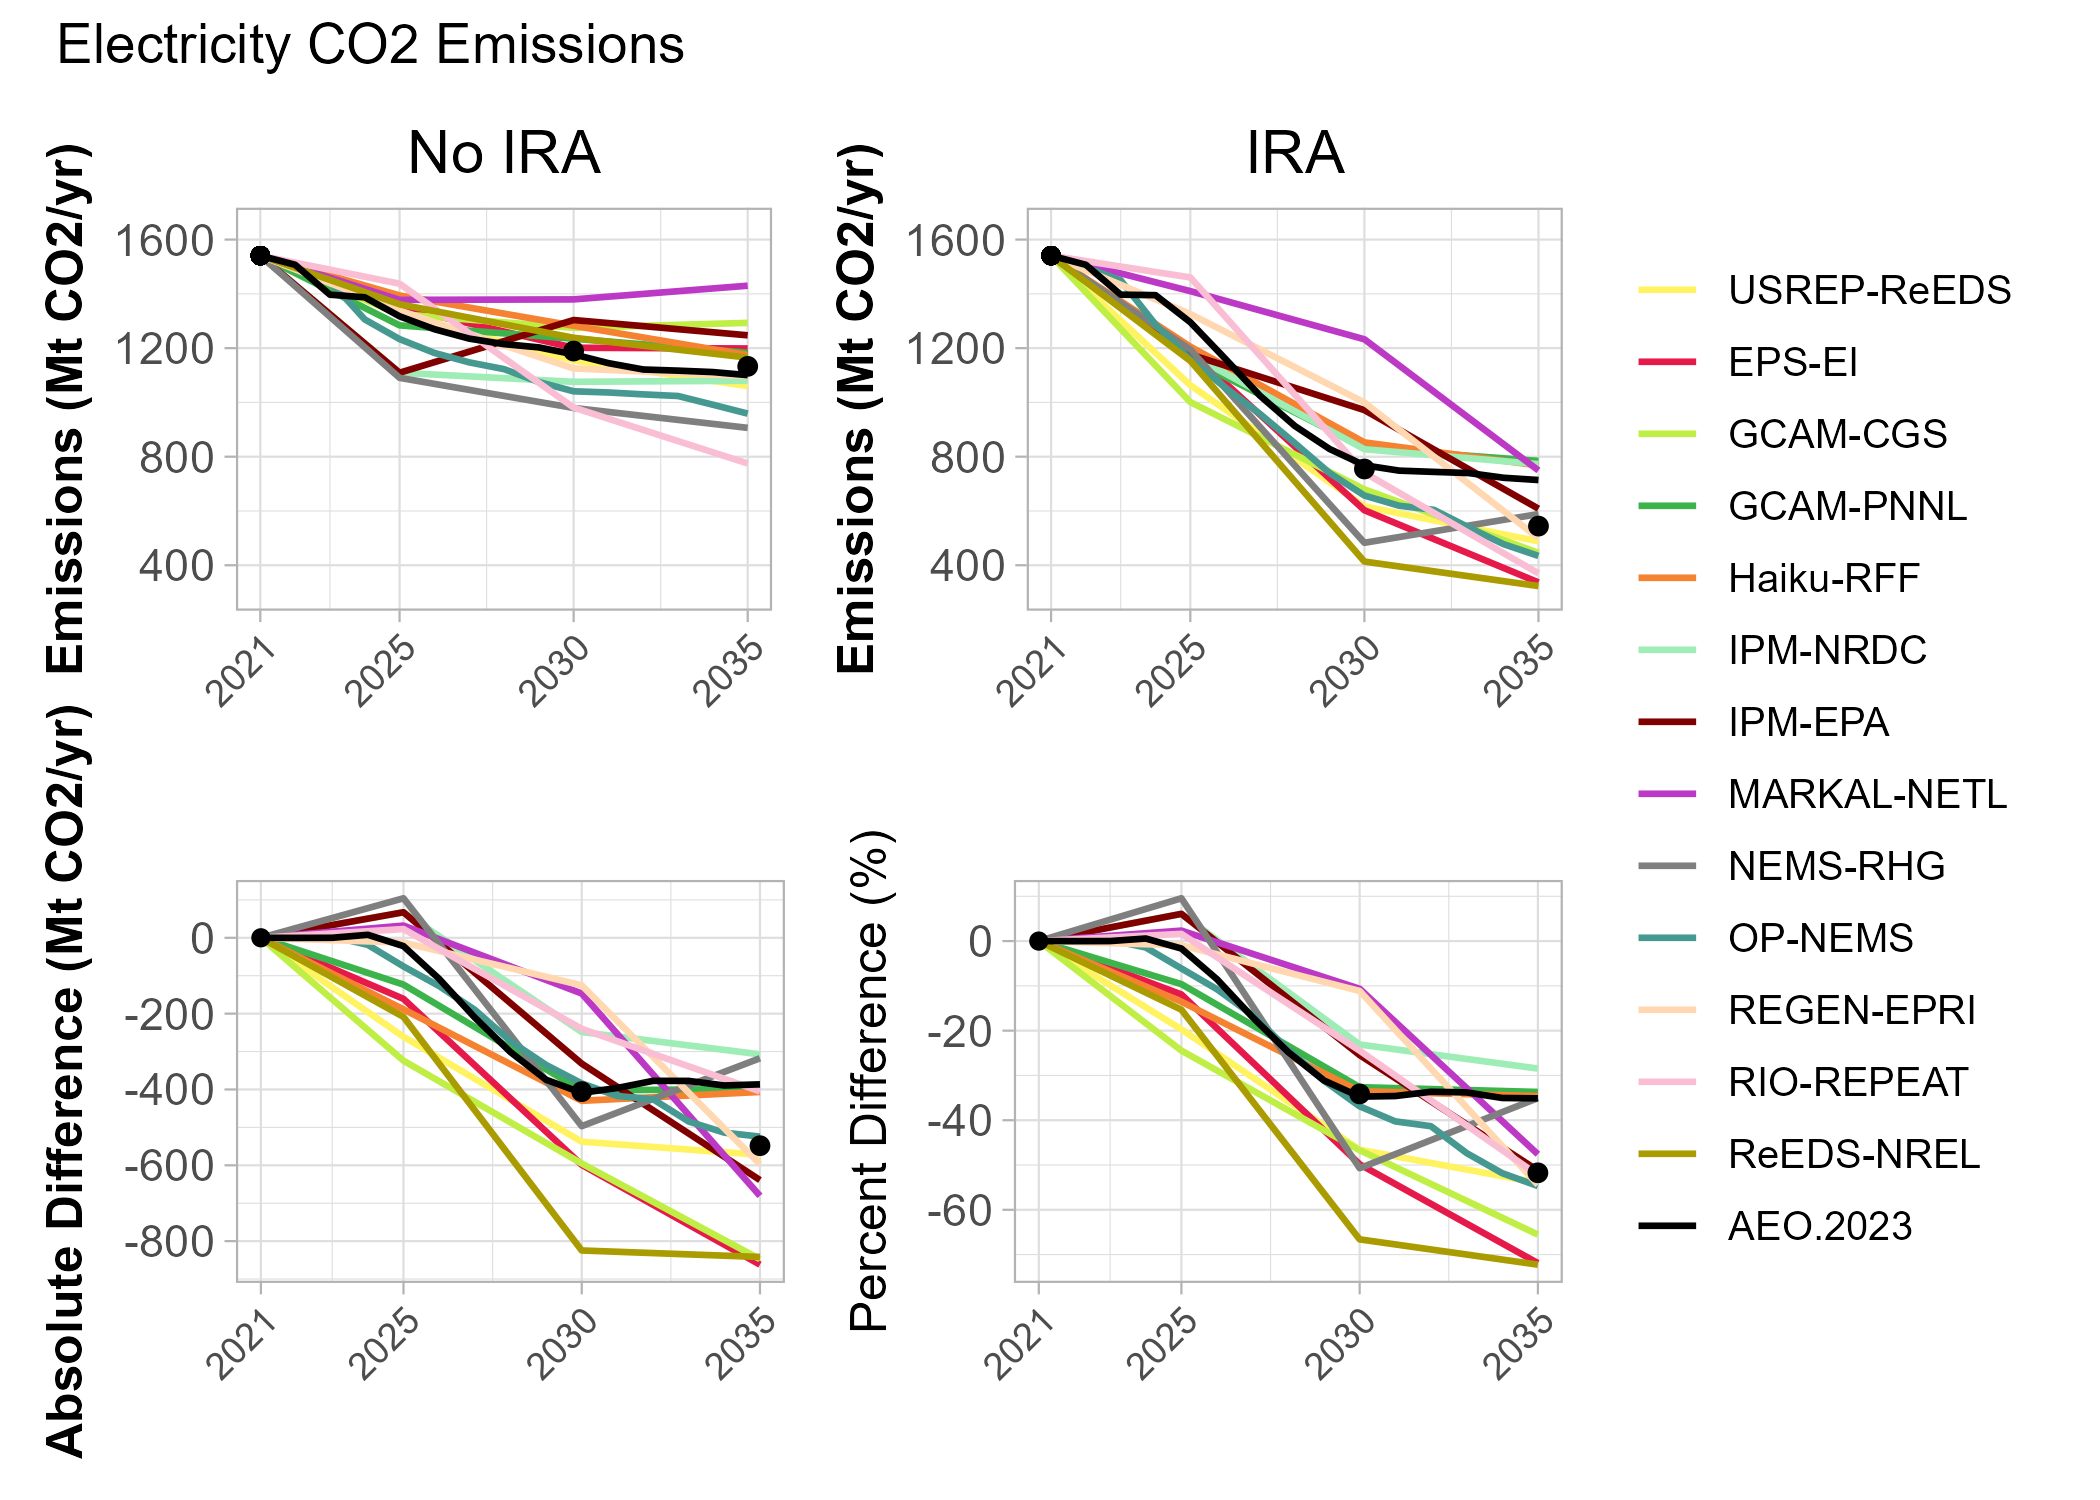 Electricity CO2 Emissions
No IRA
IRA
Emissions (Mt CO2/yr)
1600
1200
800
400
2021
2025
2030
2035
Emissions (Mt CO2/yr)
1600
1200
800
400
2021
2025
2030
2035
Absolute Difference (Mt CO2/yr)
0
-200
-400
-600
-800
2021
2025
2030
2035
Percent Difference (%)
0
-20
-40
-60
2021
2025
2030
2035
USREP-ReEDS
EPS-EI
GCAM-CGS
GCAM-PNNL
Haiku-RFF
IPM-NRDC
IPM-EPA
MARKAL-NETL
NEMS-RHG
OP-NEMS
REGEN-EPRI
RIO-REPEAT
ReEDS-NREL
AEO.2023